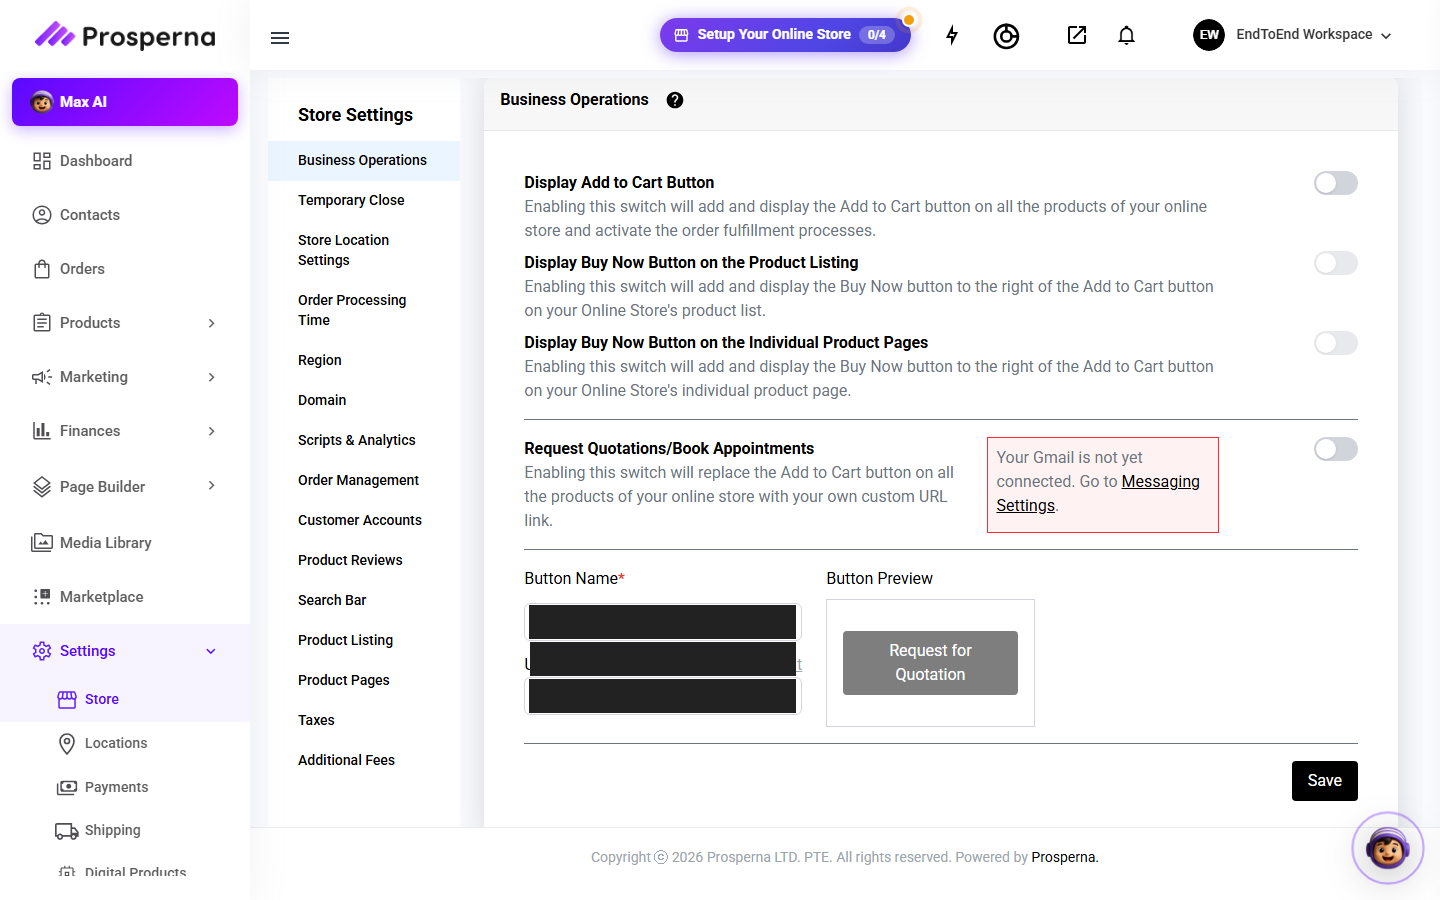 Prosperna
Setup Your Online Store 0/4
EW EndToEnd Workspace
Max AI
Dashboard
Contacts
Orders
Products
Marketing
Finances
Page Builder
Media Library
Marketplace
Settings
Store
Locations
Payments
Shipping
Digital Products
Store Settings
Business Operations
Temporary Close
Store Location
Settings
Order Processing
Time
Region
Domain
Scripts & Analytics
Order Management
Customer Accounts
Product Reviews
Search Bar
Product Listing
Product Pages
Taxes
Additional Fees
Business Operations
Display Add to Cart Button
Enabling this switch will add and display the Add to Cart button on all the products of your online
store and activate the order fulfillment processes.
Display Buy Now Button on the Product Listing
Enabling this switch will add and display the Buy Now button to the right of the Add to Cart button
on your Online Store's product list.
Display Buy Now Button on the Individual Product Pages
Enabling this switch will add and display the Buy Now button to the right of the Add to Cart button
on your Online Store's individual product page.
Request Quotations/Book Appointments
Enabling this switch will replace the Add to Cart button on all
the products of your online store with your own custom URL
link.
Your Gmail is not yet
connected. Go to Messaging
Settings.
Button Name*
Button Preview
Request for
Quotation
Save
Copyright © 2026 Prosperna LTD. PTE. All rights reserved. Powered by Prosperna.